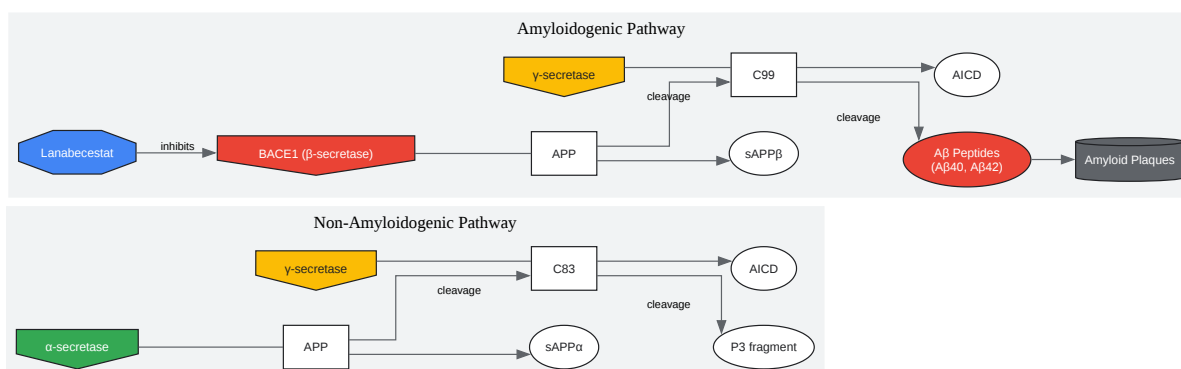 Amyloidogenic Pathway
γ-secretase
C99
AICD
cleavage
cleavage
Lanabecestat
inhibits
BACE1 (β-secretase)
APP
sAPPβ
Aβ Peptides
(Aβ40, Aβ42)
Amyloid Plaques
Non-Amyloidogenic Pathway
γ-secretase
C83
AICD
cleavage
cleavage
α-secretase
APP
sAPPα
P3 fragment